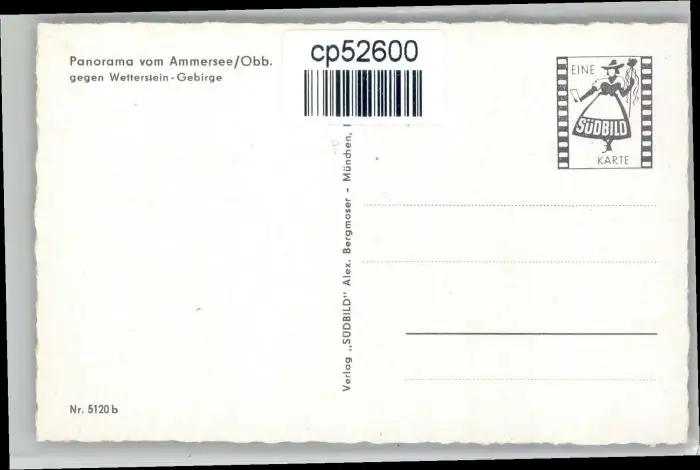 Panorama vom Ammersee/Obb.
gegen Wetterstein-Gebirge
cp52600
EINE
SÜDBILD
KARTE
Verlag „SÜDBILD" Alex. Bergmoser – München,
Nr. 5120 b